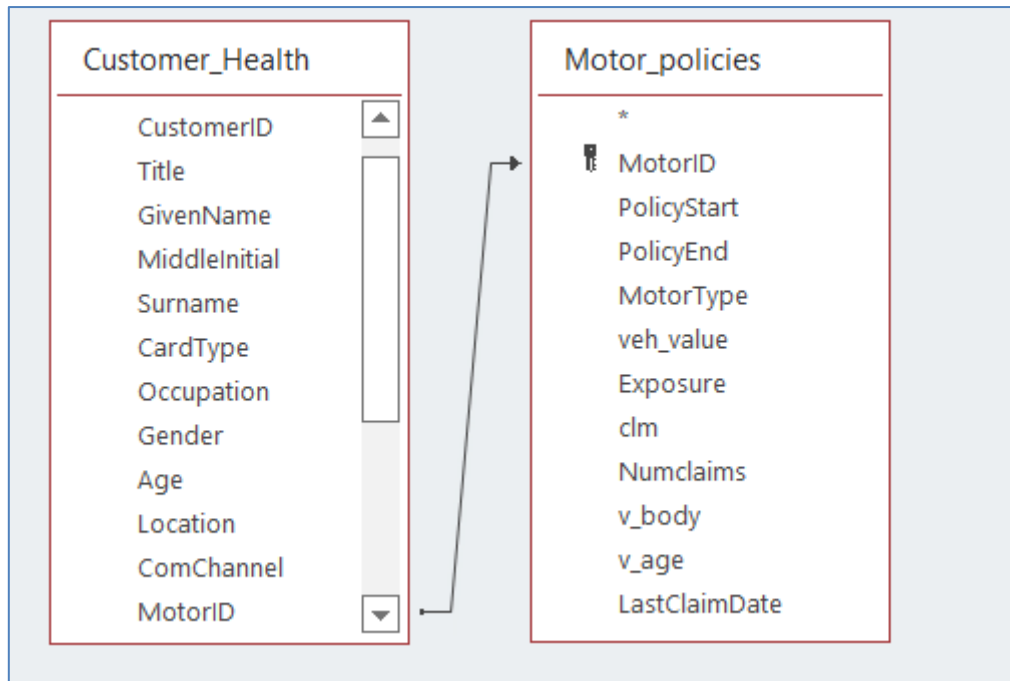 Customer_Health
CustomerID
Title
GivenName
MiddleInitial
Surname
CardType
Occupation
Gender
Age
Location
ComChannel
MotorID
Motor_policies
*
MotorID
PolicyStart
PolicyEnd
MotorType
veh_value
Exposure
clm
Numclaims
v_body
v_age
LastClaimDate